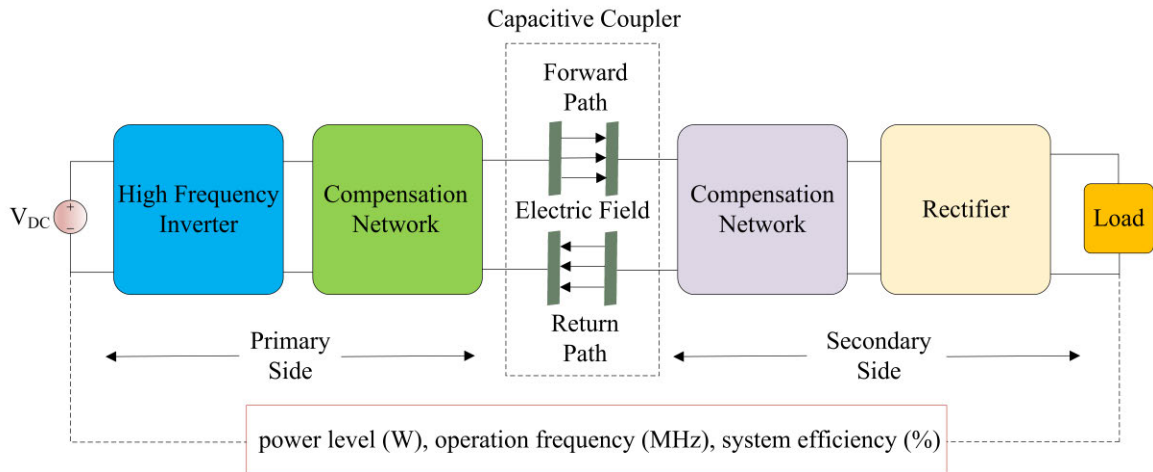 Capacitive Coupler
Forward
Path
High Frequency
Inverter
Compensation
Network
Electric Field
Compensation
Network
Rectifier
Load
V_DC
+
−
Return
Path
Primary
Side
Secondary
Side
power level (W), operation frequency (MHz), system efficiency (%)